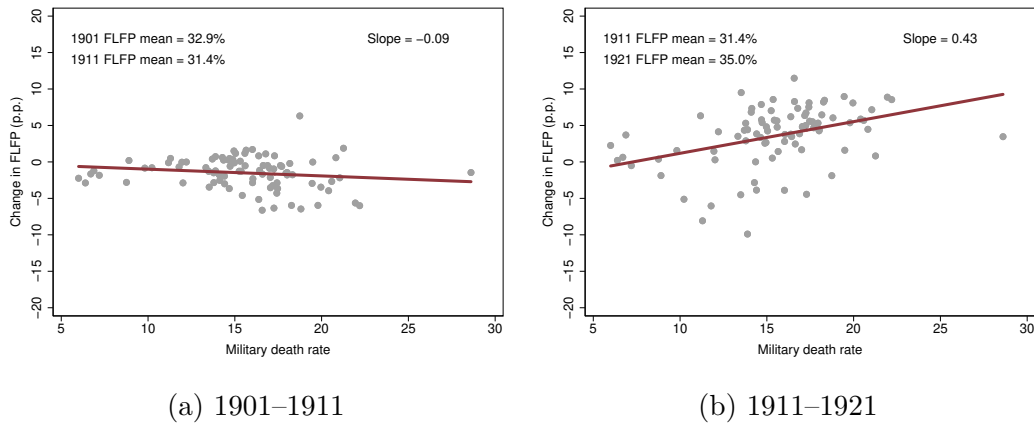 1901 FLFP mean = 32.9%
1911 FLFP mean = 31.4%
Slope = −0.09
Change in FLFP (p.p.)
20
15
10
5
0
−5
−10
−15
−20
5 10 15 20 25 30
Military death rate
(a) 1901–1911
1911 FLFP mean = 31.4%
1921 FLFP mean = 35.0%
Slope = 0.43
Change in FLFP (p.p.)
20
15
10
5
0
−5
−10
−15
−20
5 10 15 20 25 30
Military death rate
(b) 1911–1921